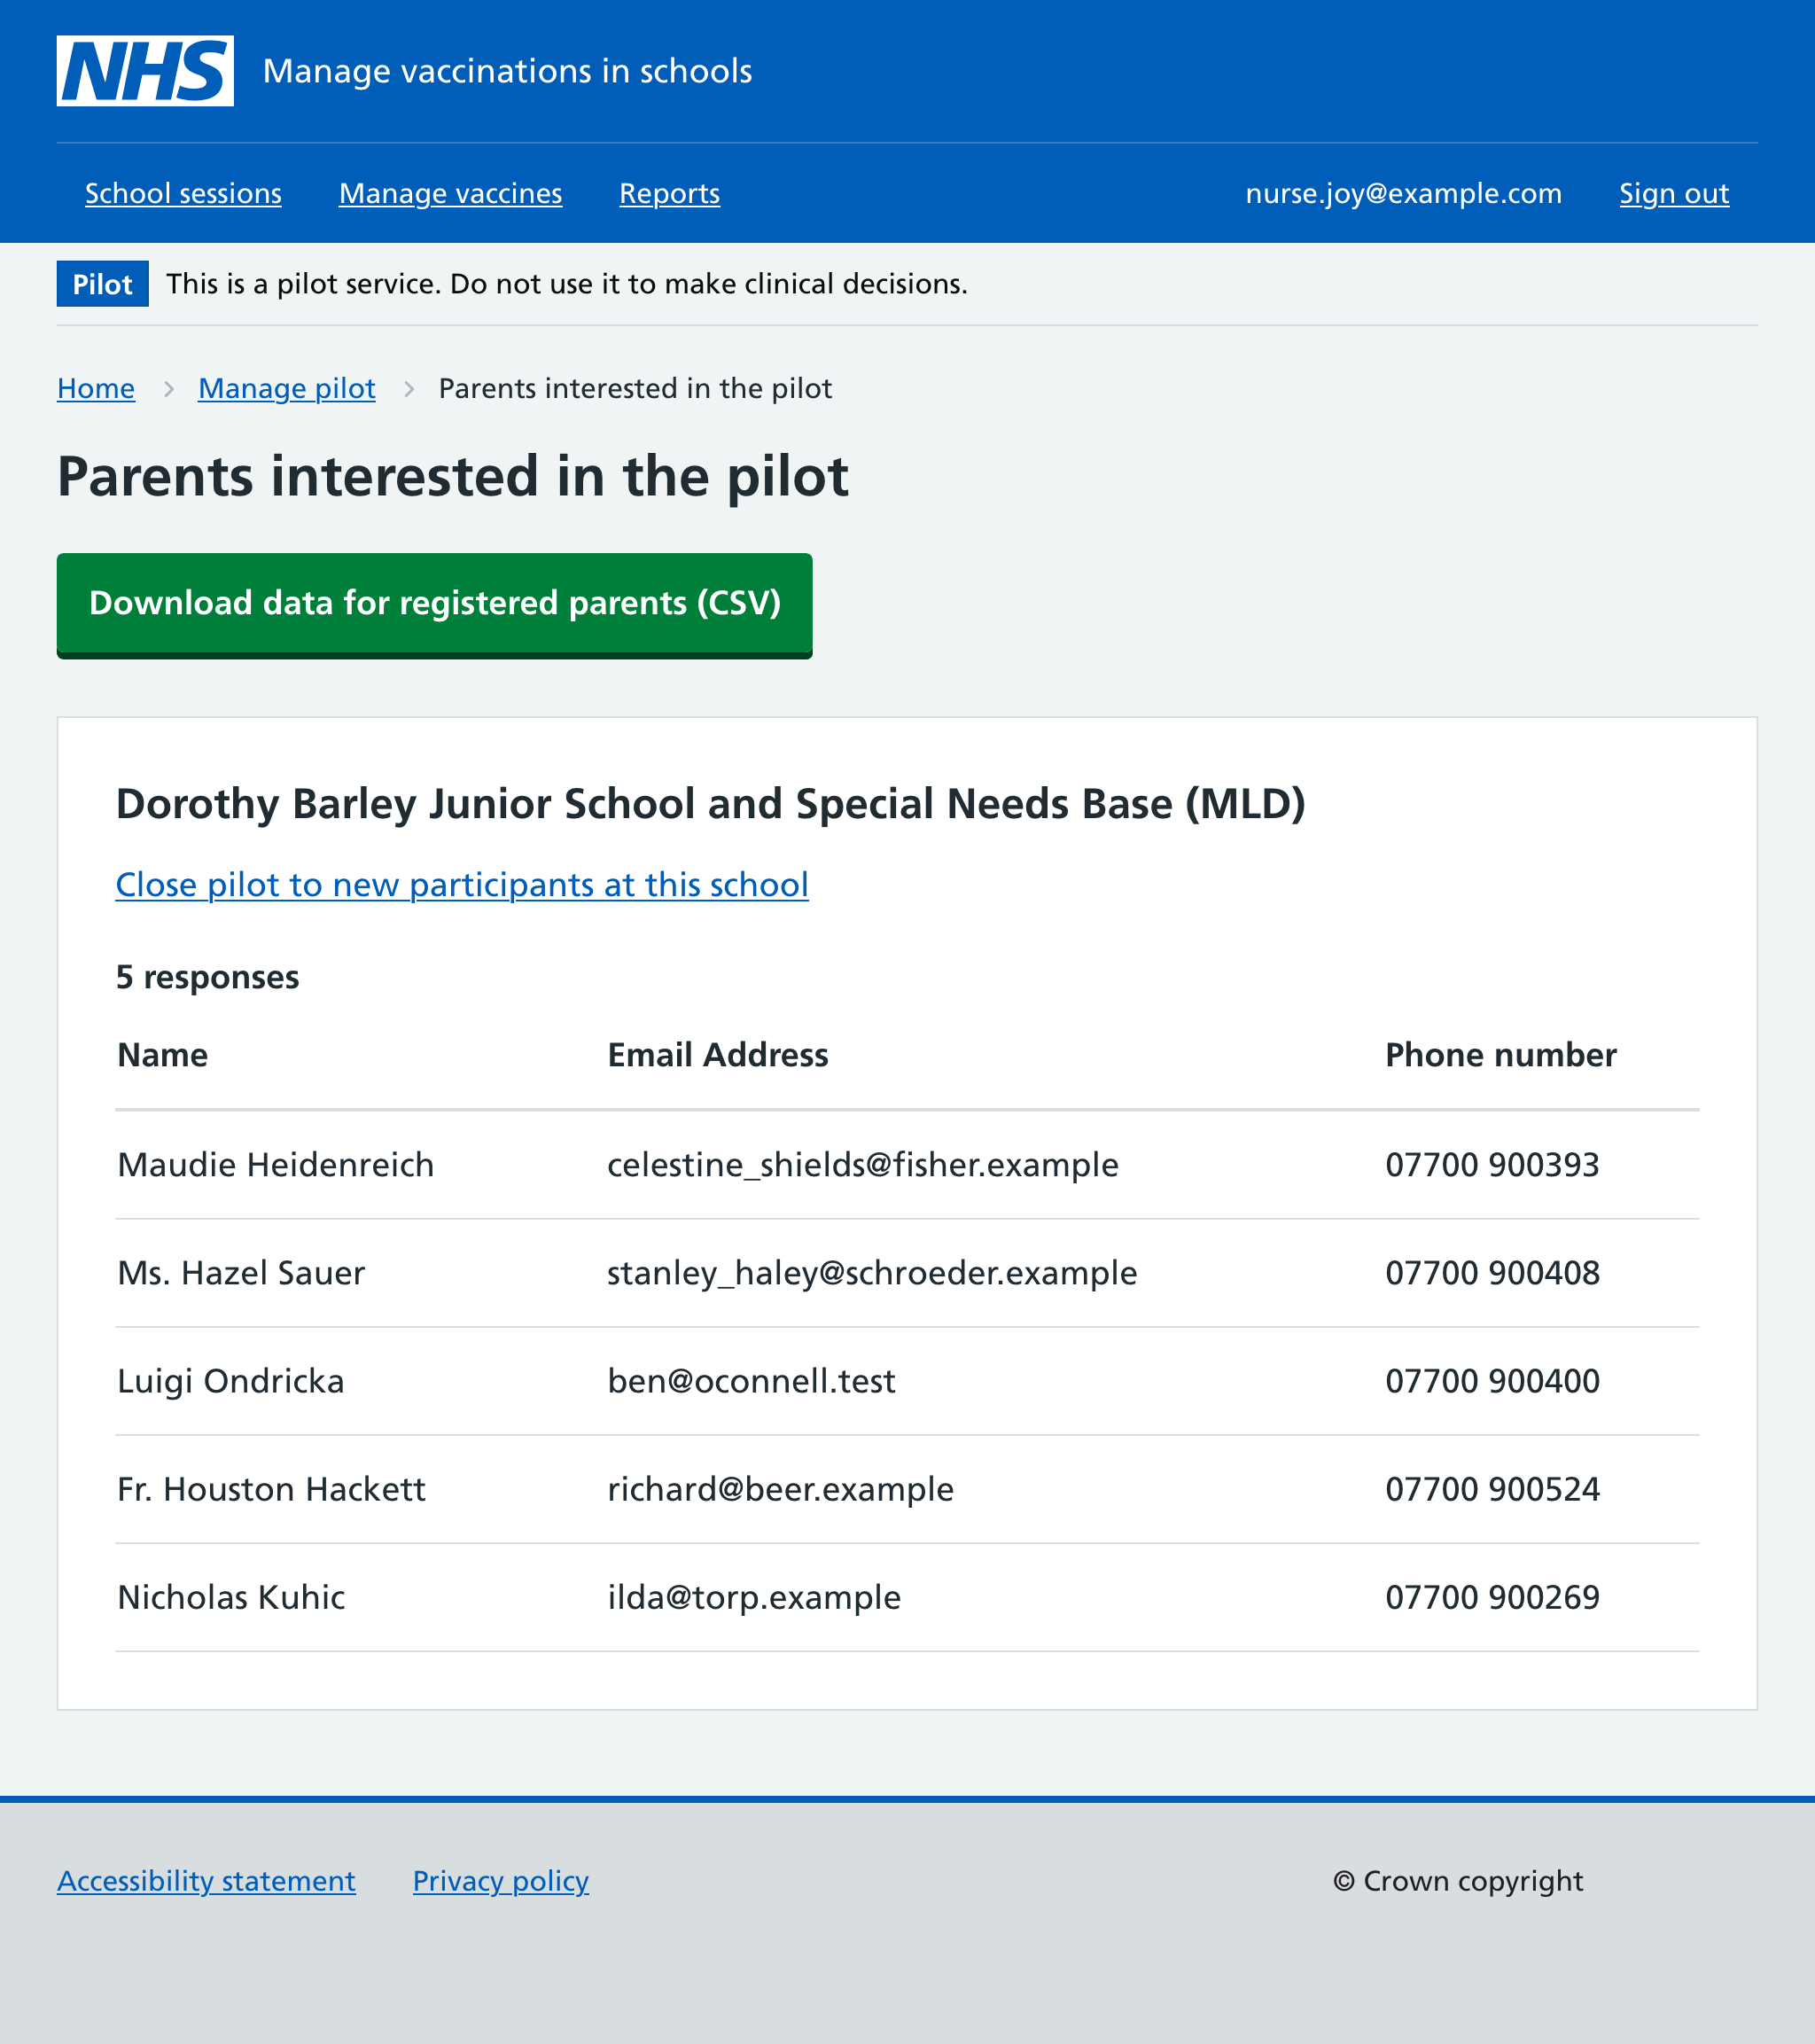 NHS Manage vaccinations in schools
School sessions Manage vaccines Reports nurse.joy@example.com Sign out
Pilot This is a pilot service. Do not use it to make clinical decisions.
Home Manage pilot Parents interested in the pilot
Parents interested in the pilot
Download data for registered parents (CSV)
Dorothy Barley Junior School and Special Needs Base (MLD)
Close pilot to new participants at this school
5 responses
Name Email Address Phone number
Maudie Heidenreich celestine_shields@fisher.example 07700 900393
Ms. Hazel Sauer stanley_haley@schroeder.example 07700 900408
Luigi Ondricka ben@oconnell.test 07700 900400
Fr. Houston Hackett richard@beer.example 07700 900524
Nicholas Kuhic ilda@torp.example 07700 900269
Accessibility statement Privacy policy © Crown copyright